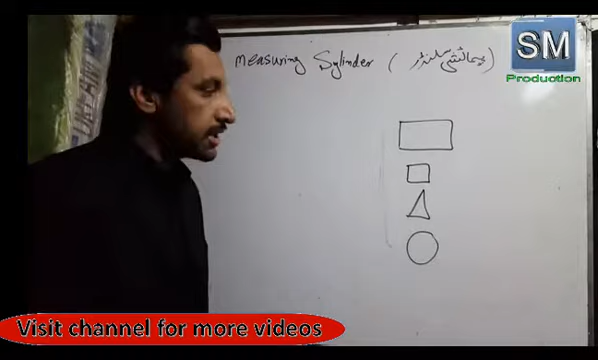 measuring Sylinder (پیمائشی سلنڈر)
SM
Production
Visit channel for more videos